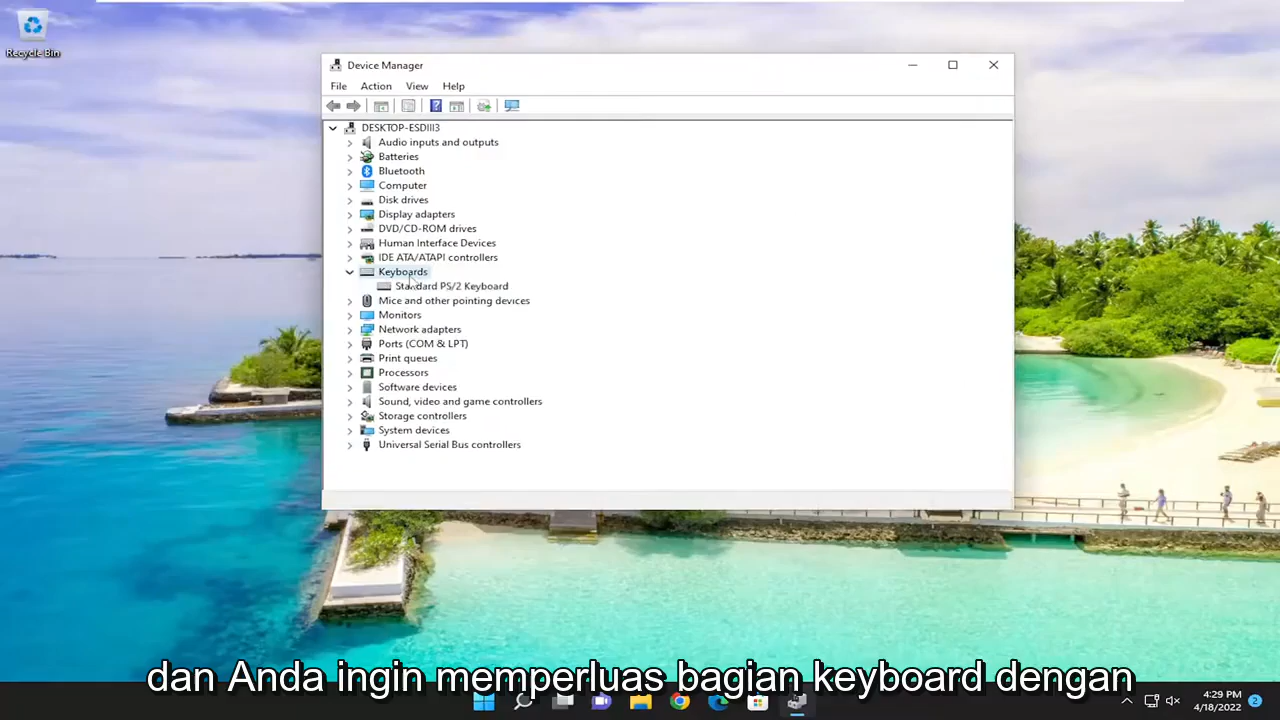 Recycle Bin
Device Manager
File Action View Help
DESKTOP-ESDIII3
Audio inputs and outputs
Batteries
Bluetooth
Computer
Disk drives
Display adapters
DVD/CD-ROM drives
Human Interface Devices
IDE ATA/ATAPI controllers
Keyboards
Standard PS/2 Keyboard
Mice and other pointing devices
Monitors
Network adapters
Ports (COM & LPT)
Print queues
Processors
Software devices
Sound, video and game controllers
Storage controllers
System devices
Universal Serial Bus controllers
dan Anda ingin memperluas bagian keyboard dengan
4:29 PM
4/18/2022
2